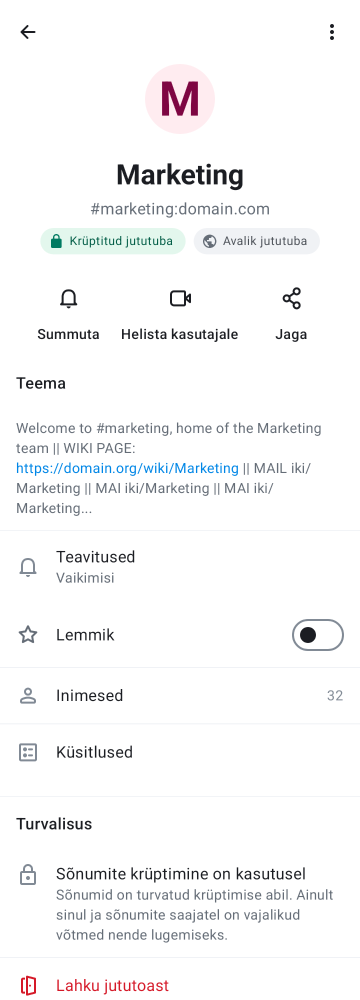 M
Marketing
#marketing:domain.com
Krüptitud jututuba
Avalik jututuba
Summuta
Helista kasutajale
Jaga
Teema
Welcome to #marketing, home of the Marketing
team || WIKI PAGE:
https://domain.org/wiki/Marketing || MAIL iki/
Marketing || MAI iki/Marketing || MAI iki/
Marketing...
Teavitused
Vaikimisi
Lemmik
Inimesed 32
Küsitlused
Turvalisus
Sõnumite krüptimine on kasutusel
Sõnumid on turvatud krüptimise abil. Ainult
sinul ja sõnumite saajatel on vajalikud
võtmed nende lugemiseks.
Lahku jututoast